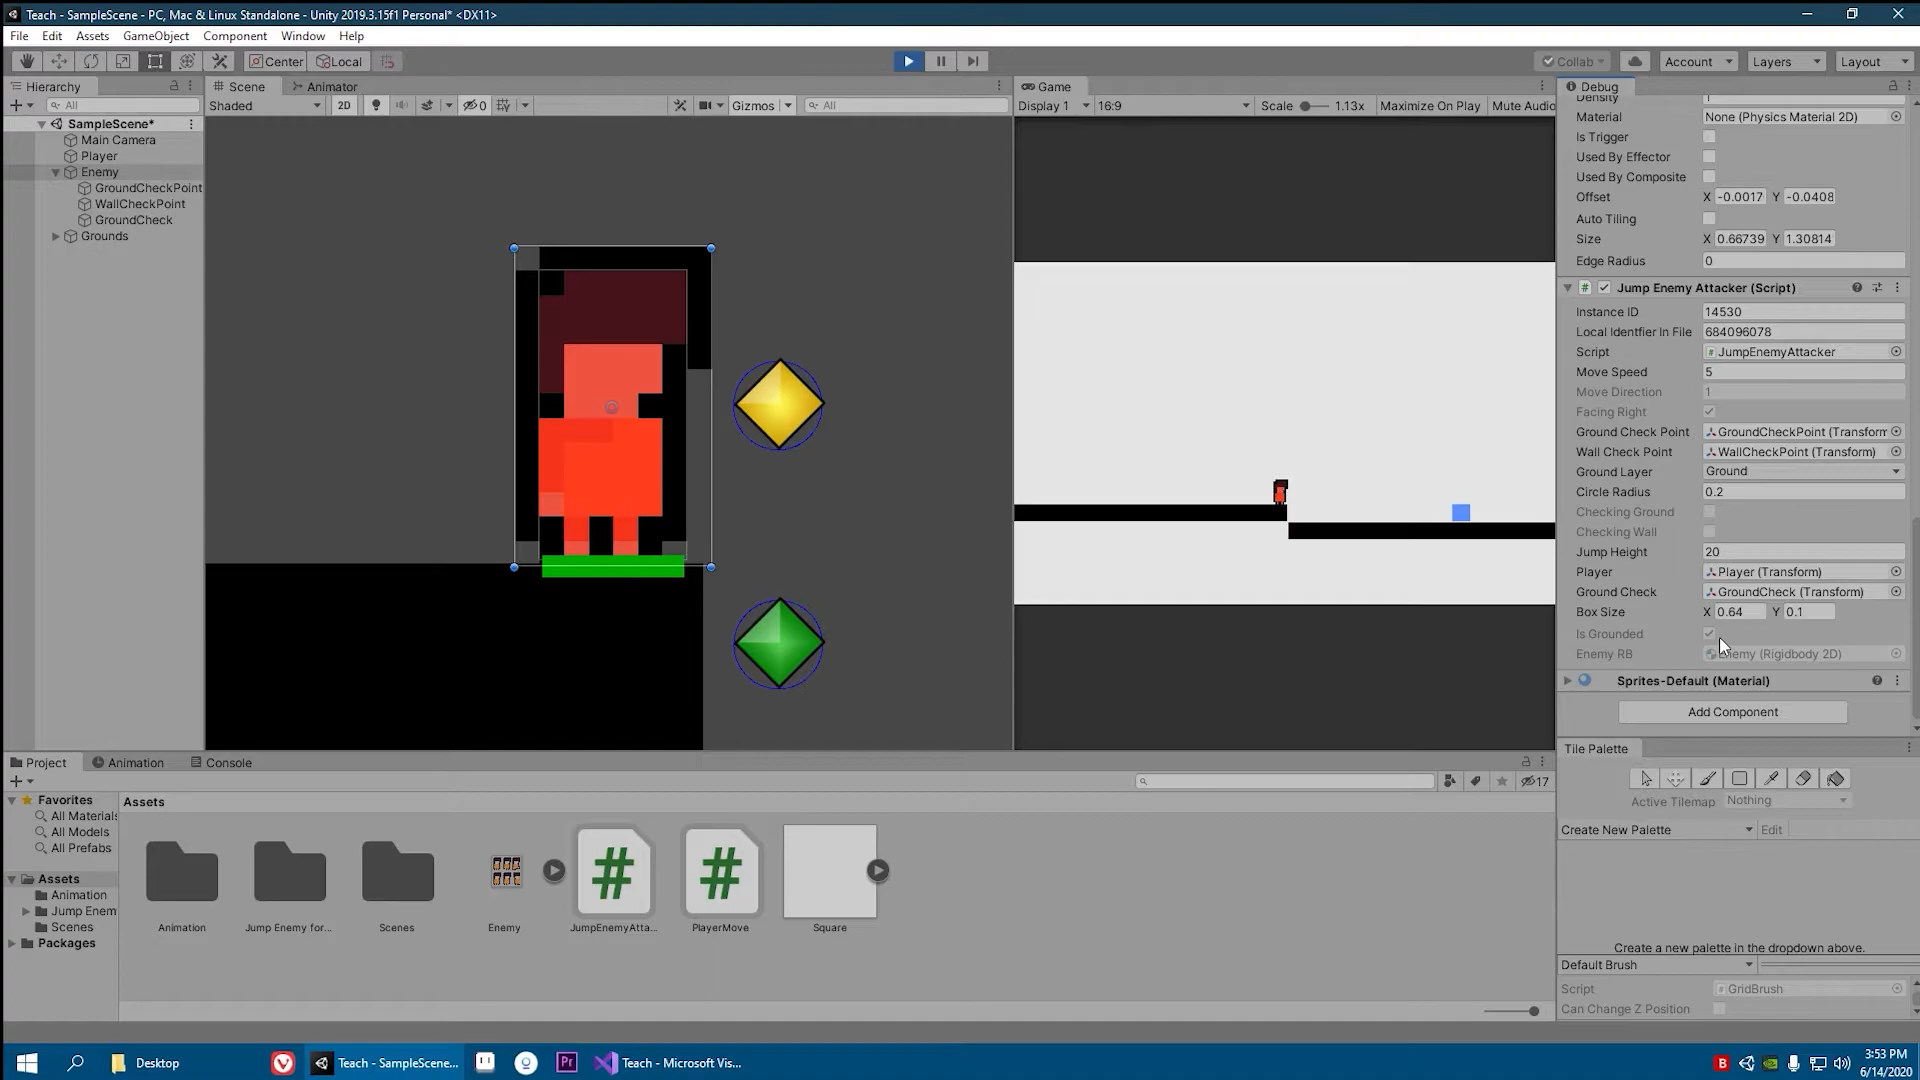 Teach - SampleScene - PC, Mac & Linux Standalone - Unity 2019.3.15f1 Personal* <DX11>
File Edit Assets GameObject Component Window Help
Center Local
Collab Account Layers Layout
Hierarchy
All
SampleScene*
Main Camera
Player
Enemy
GroundCheckPoint
WallCheckPoint
GroundCheck
Grounds
Scene Animator
Shaded 2D 0 Gizmos All
Game
Display 1 16:9 Scale 1.13x Maximize On Play Mute Audio
Debug
Density 1
Material None (Physics Material 2D)
Is Trigger
Used By Effector
Used By Composite
Offset X -0.0017 Y -0.0408
Auto Tiling
Size X 0.66739 Y 1.30814
Edge Radius 0
# Jump Enemy Attacker (Script)
Instance ID 14530
Local Identfier In File 684096078
Script JumpEnemyAttacker
Move Speed 5
Move Direction 1
Facing Right
Ground Check Point GroundCheckPoint (Transform
Wall Check Point WallCheckPoint (Transform)
Ground Layer Ground
Circle Radius 0.2
Checking Ground
Checking Wall
Jump Height 20
Player Player (Transform)
Ground Check GroundCheck (Transform)
Box Size X 0.64 Y 0.1
Is Grounded
Enemy RB Enemy (Rigidbody 2D)
Sprites-Default (Material)
Add Component
Tile Palette
Active Tilemap Nothing
Create New Palette Edit
Create a new palette in the dropdown above.
Default Brush
Script GridBrush
Can Change Z Position
Project Animation Console
17
Favorites
All Materials
All Models
All Prefabs
Assets
Animation
Jump Enem
Scenes
Packages
Assets
#
#
Animation
Jump Enemy for...
Scenes
Enemy
JumpEnemyAtta...
PlayerMove
Square
Desktop
Teach - SampleScene...
Pr
Teach - Microsoft Vis...
B
3:53 PM
6/14/2020